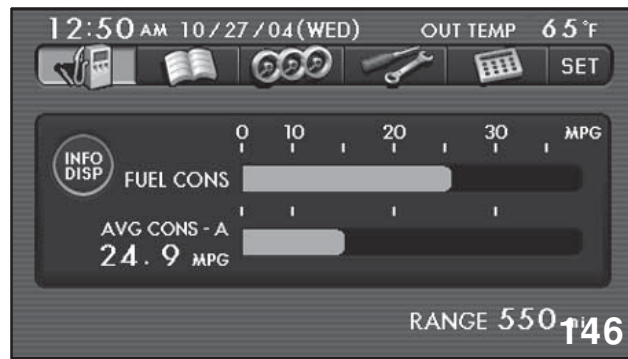 12:50 AM 10/27/04(WED) OUT TEMP 65°F
SET
0 10 20 30 MPG
INFO
DISP
FUEL CONS
AVG CONS - A
24.9 MPG
RANGE 550
146